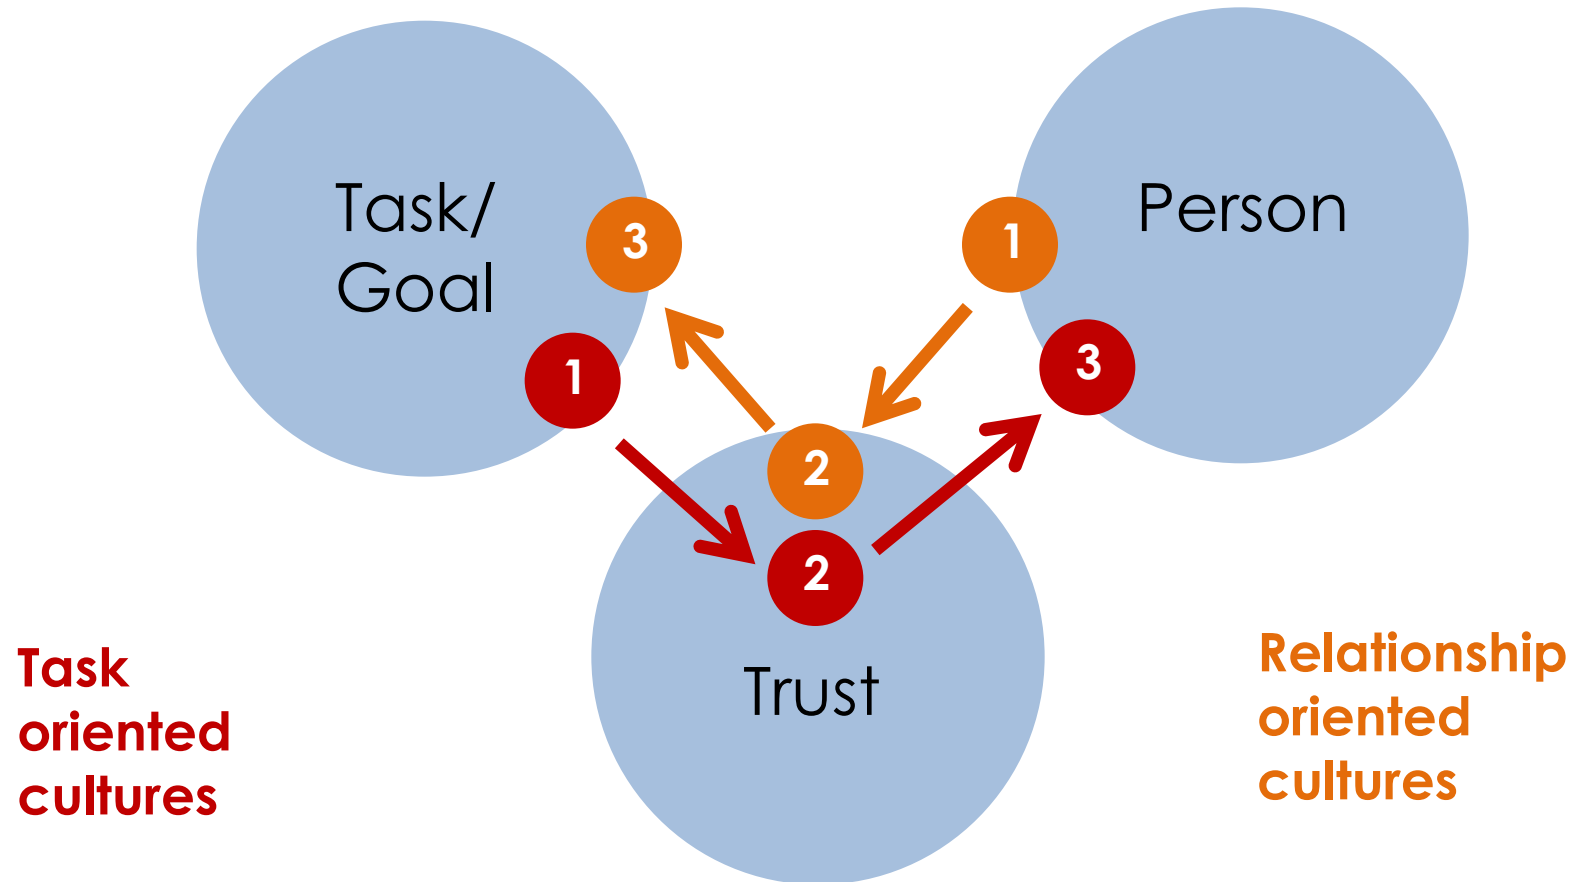 Task/
Goal
3
1
Person
1
3
2
2
Trust
Task
oriented
cultures
Relationship
oriented
cultures